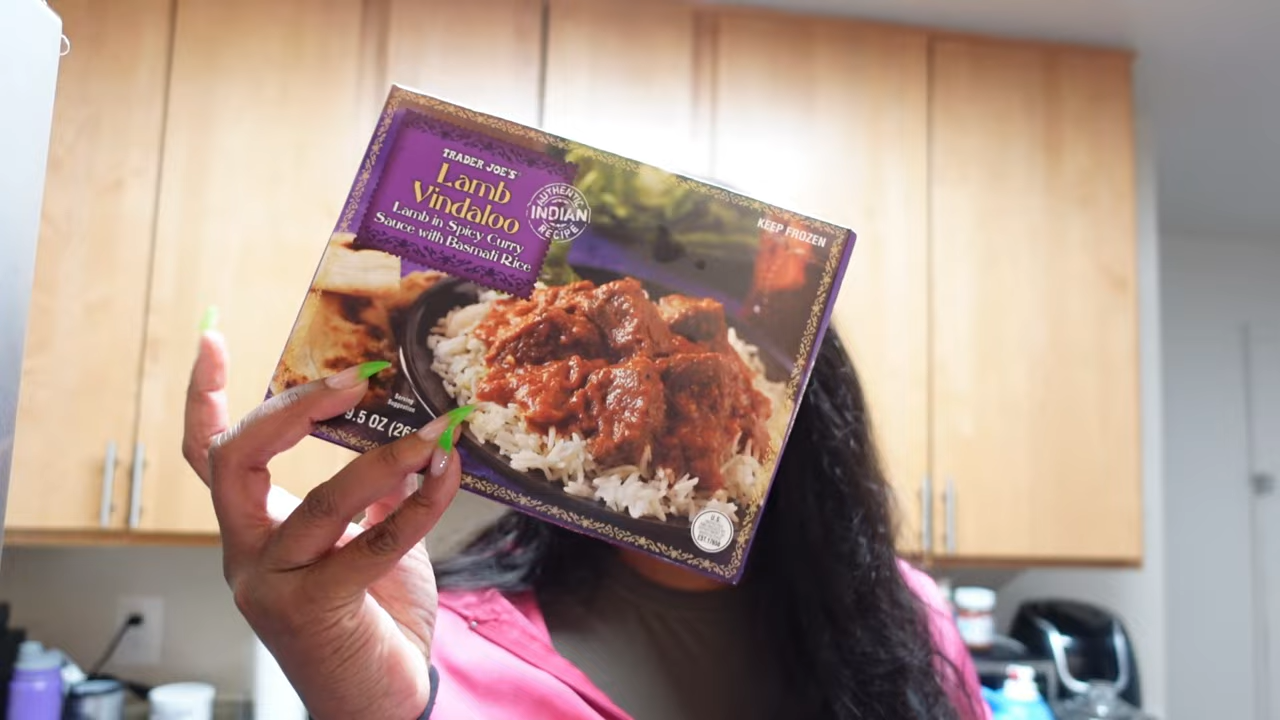 TRADER JOE'S
Lamb
Vindaloo
Lamb in Spicy Curry
Sauce with Basmati Rice
AUTHENTIC
INDIAN
RECIPE
KEEP FROZEN
Serving
Suggestion
9.5 OZ